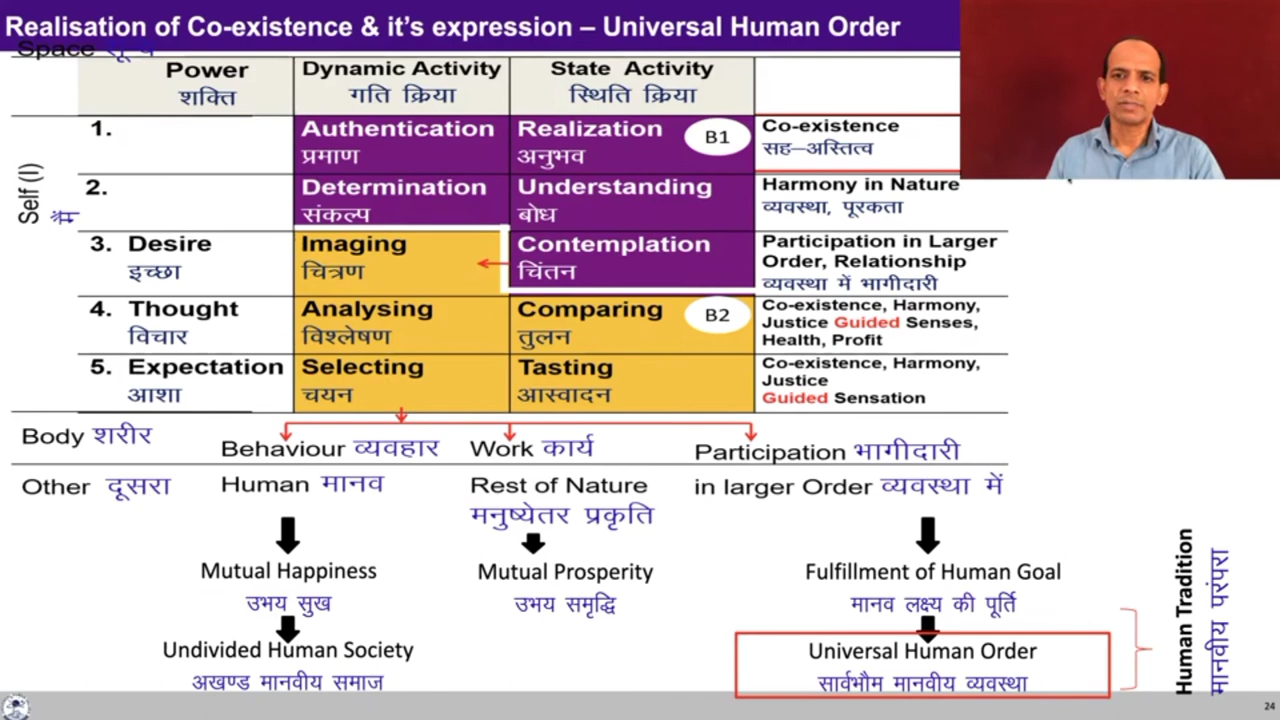 Realisation of Co-existence & it's expression – Universal Human Order
Space
Power
शक्ति
Dynamic Activity
गति क्रिया
State Activity
स्थिति क्रिया
Self (I)
मैं
1.
Authentication
प्रमाण
Realization
अनुभव
B1
Co-existence
सह–अस्तित्व
2.
Determination
संकल्प
Understanding
बोध
Harmony in Nature
व्यवस्था, पूरकता
3. Desire
इच्छा
Imaging
चित्रण
Contemplation
चिंतन
Participation in Larger
Order, Relationship
व्यवस्था में भागीदारी
4. Thought
विचार
Analysing
विश्लेषण
Comparing
तुलन
B2
Co-existence, Harmony,
Justice Guided Senses,
Health, Profit
5. Expectation
आशा
Selecting
चयन
Tasting
आस्वादन
Co-existence, Harmony,
Justice
Guided Sensation
Body शरीर
Behaviour व्यवहार
Work कार्य
Participation भागीदारी
Other दूसरा
Human मानव
Rest of Nature
मनुष्येतर प्रकृति
in larger Order व्यवस्था में
Mutual Happiness
उभय सुख
Mutual Prosperity
उभय समृद्धि
Fulfillment of Human Goal
मानव लक्ष्य की पूर्ति
Undivided Human Society
अखण्ड मानवीय समाज
Universal Human Order
सार्वभौम मानवीय व्यवस्था
Human Tradition
मानवीय परंपरा
24